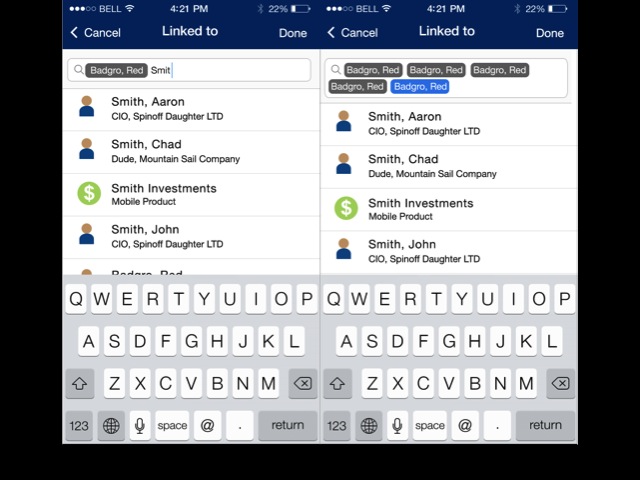 BELL 4:21 PM 22%
Cancel Linked to Done
Badgro, Red Smit
Smith, Aaron
CIO, Spinoff Daughter LTD
Smith, Chad
Dude, Mountain Sail Company
$ Smith Investments
Mobile Product
Smith, John
CIO, Spinoff Daughter LTD
Badgro, Red
Q W E R T Y U I O P
A S D F G H J K L
Z X C V B N M
123 space @ . return
BELL 4:21 PM 22%
Cancel Linked to Done
Badgro, Red Badgro, Red Badgro, Red
Badgro, Red Badgro, Red
Smith, Aaron
CIO, Spinoff Daughter LTD
Smith, Chad
Dude, Mountain Sail Company
$ Smith Investments
Mobile Product
Smith, John
CIO, Spinoff Daughter LTD
Q W E R T Y U I O P
A S D F G H J K L
Z X C V B N M
123 space @ . return